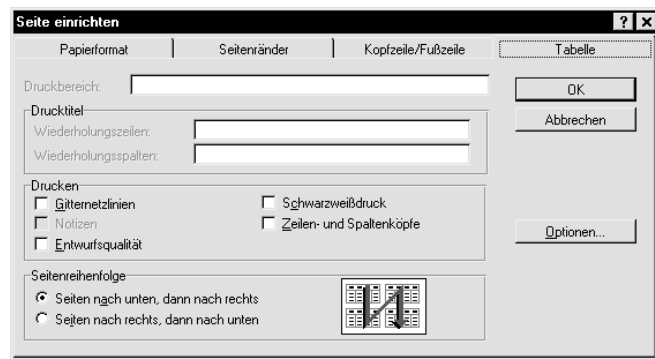 Seite einrichten
Papierformat
Seitenränder
Kopfzeile/Fußzeile
Tabelle
Druckbereich:
OK
Drucktitel
Abbrechen
Wiederholungszeilen:
Wiederholungsspalten:
Drucken
Gitternetzlinien
Schwarzweißdruck
Notizen
Zeilen- und Spaltenköpfe
Optionen...
Entwurfsqualität
Seitenreihenfolge
Seiten nach unten, dann nach rechts
Seiten nach rechts, dann nach unten